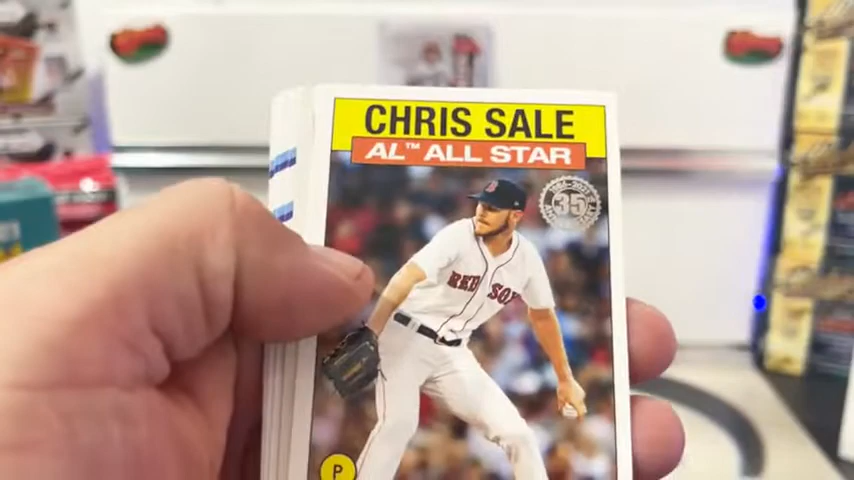 CHRIS SALE
AL™ ALL STAR
35
RED SOX
P